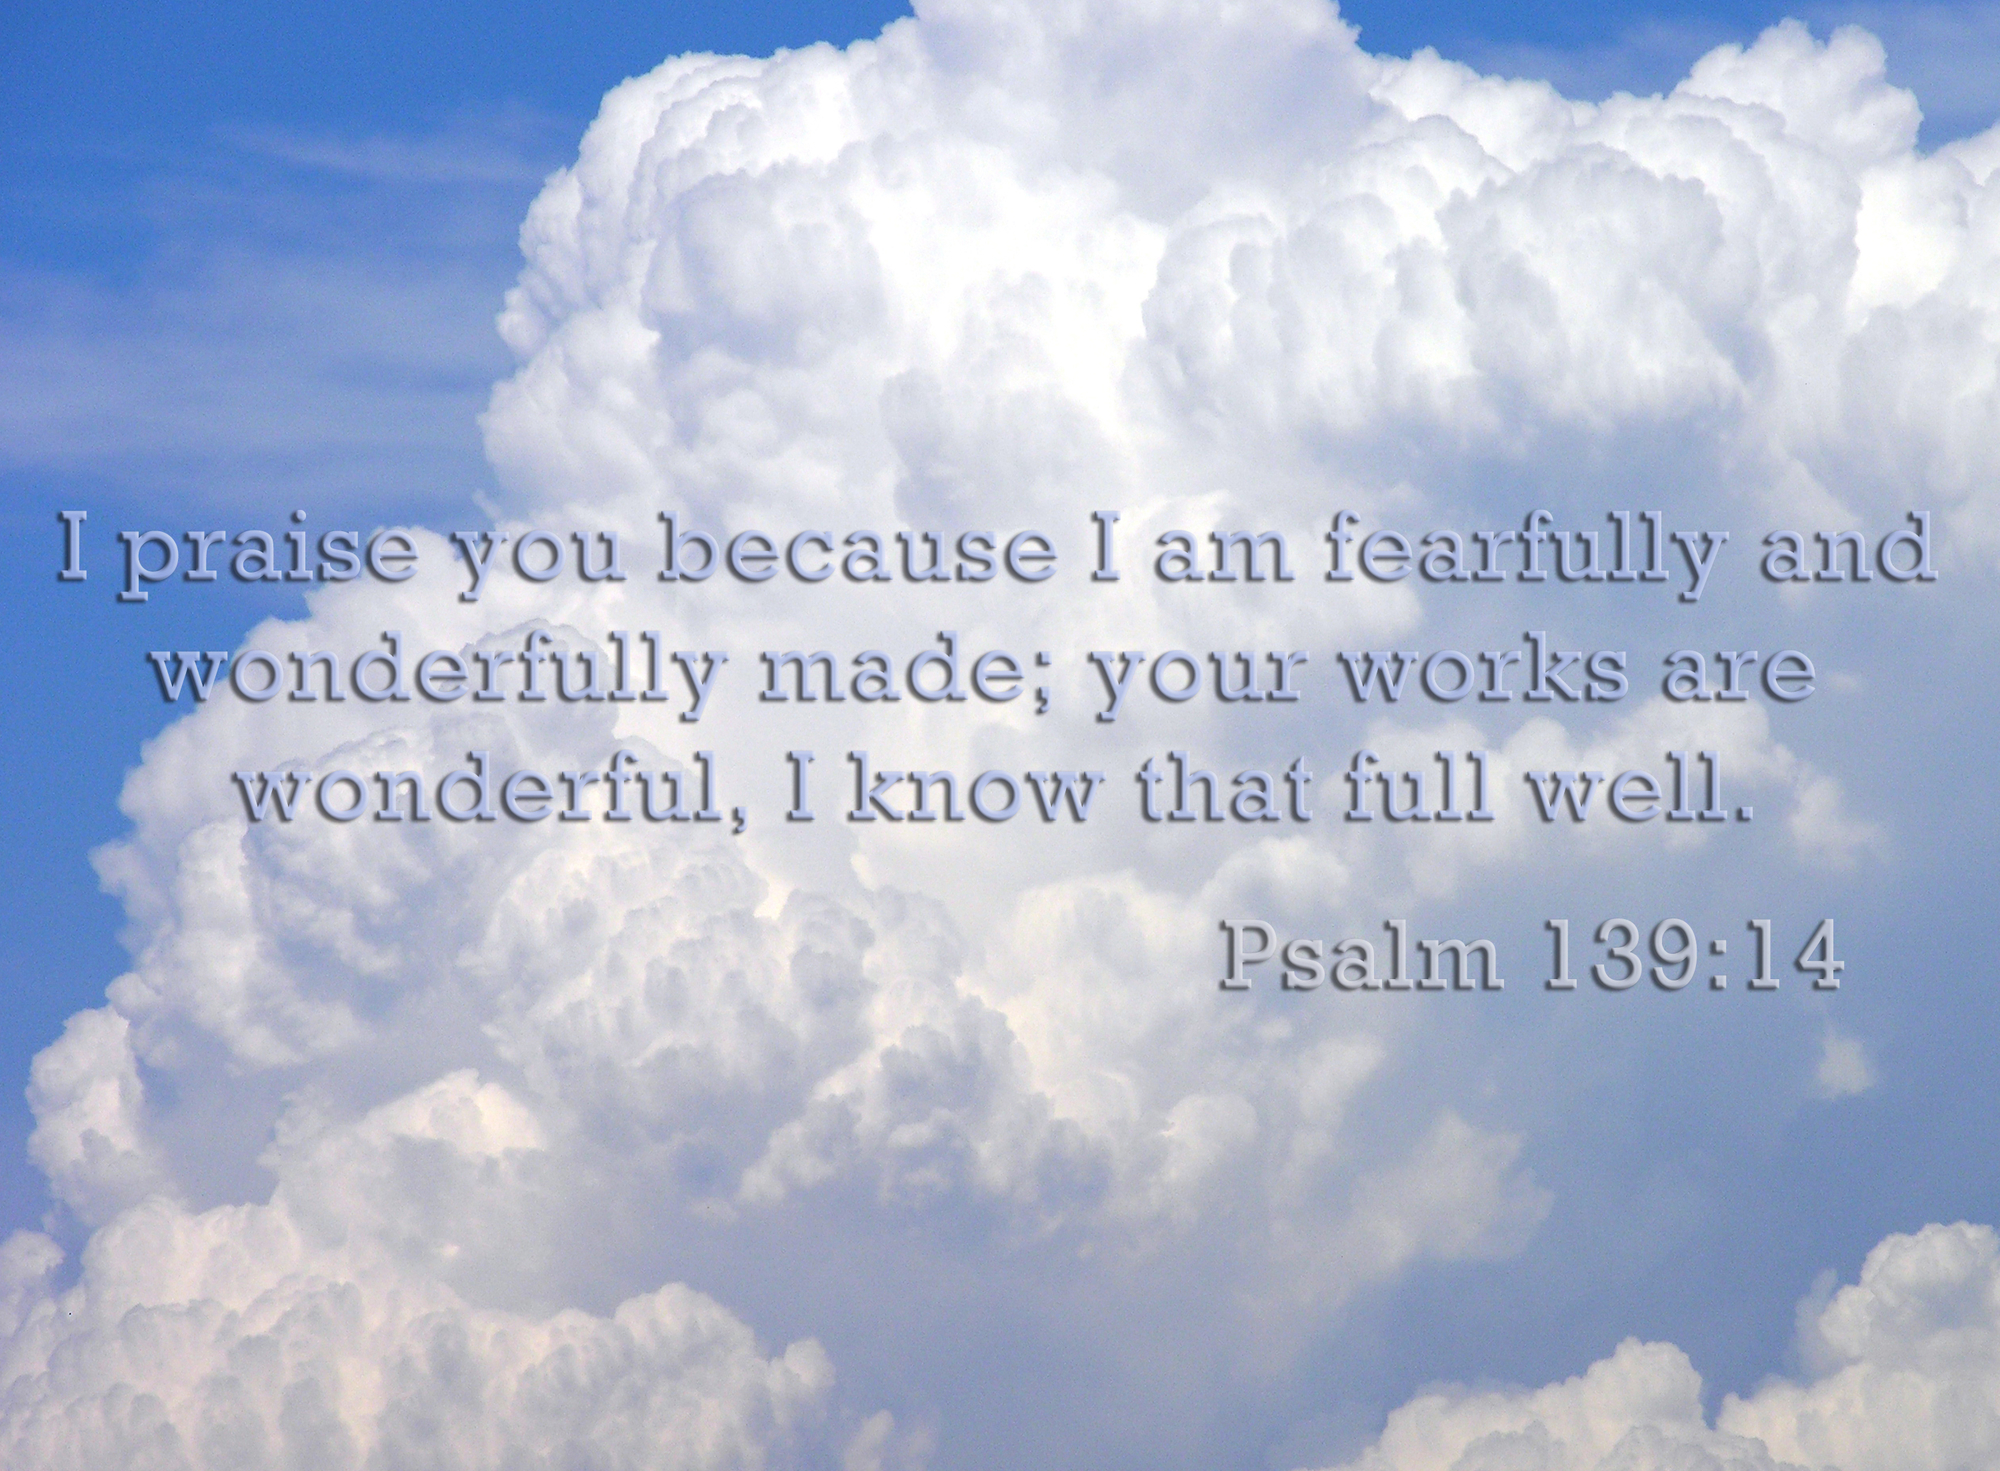 I praise you because I am fearfully and
wonderfully made; your works are
wonderful, I know that full well.
Psalm 139:14